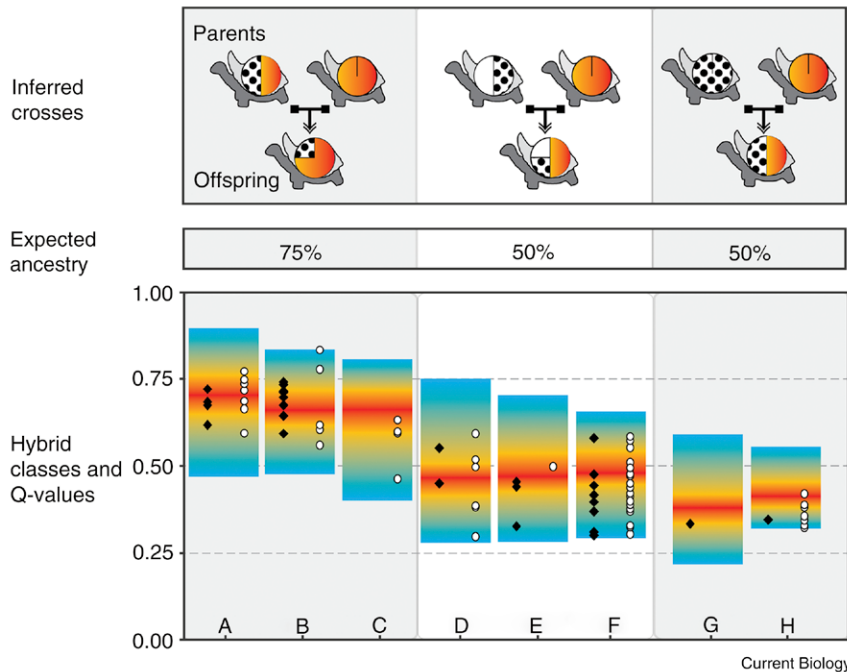 Parents
Inferred
crosses
Offspring
Expected
ancestry
75%
50%
50%
1.00
0.75
Hybrid
classes and
Q-values
0.50
0.25
0.00
A
B
C
D
E
F
G
H
Current Biology